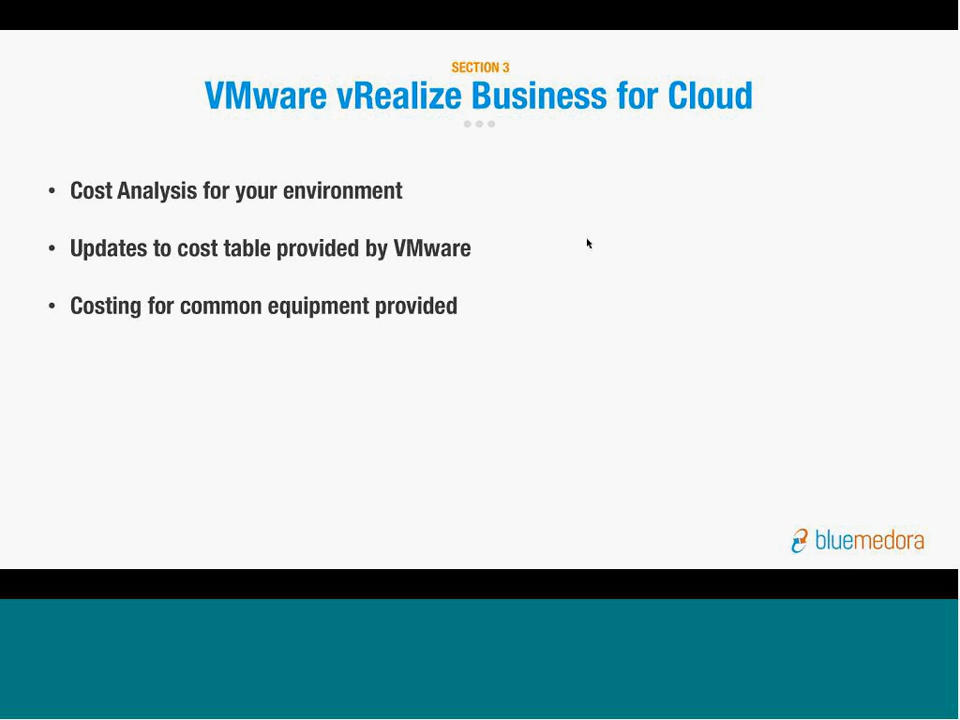 SECTION 3
VMware vRealize Business for Cloud
• Cost Analysis for your environment
• Updates to cost table provided by VMware
• Costing for common equipment provided
bluemedora